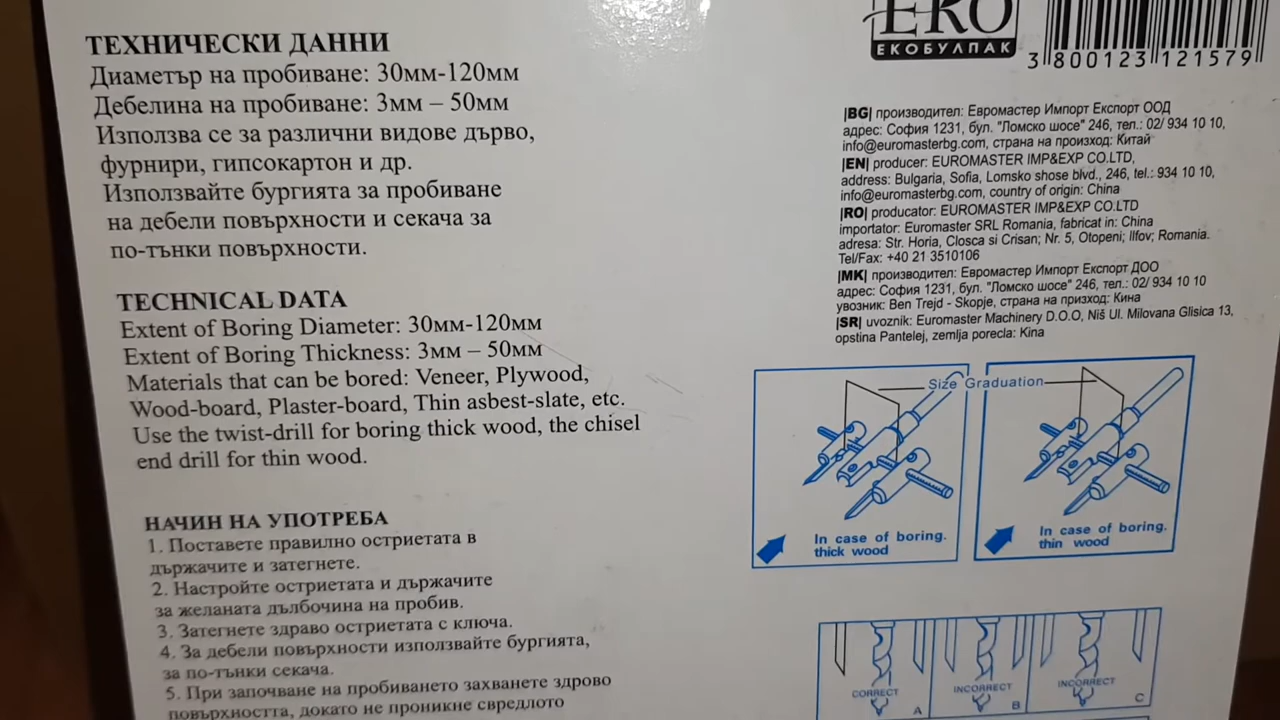 ТЕХНИЧЕСКИ ДАННИ
Диаметър на пробиване: 30мм-120мм
Дебелина на пробиване: 3мм – 50мм
Използва се за различни видове дърво,
фурнири, гипсокартон и др.
Използвайте бургията за пробиване
на дебели повърхности и секача за
по-тънки повърхности.
TECHNICAL DATA
Extent of Boring Diameter: 30мм-120мм
Extent of Boring Thickness: 3мм – 50мм
Materials that can be bored: Veneer, Plywood,
Wood-board, Plaster-board, Thin asbest-slate, etc.
Use the twist-drill for boring thick wood, the chisel
end drill for thin wood.
НАЧИН НА УПОТРЕБА
1. Поставете правилно остриетата в
държачите и затегнете.
2. Настройте остриетата и държачите
за желаната дълбочина на пробив.
3. Затегнете здраво остриетата с ключа.
4. За дебели повърхности използвайте бургията,
за по-тънки секача.
5. При започване на пробиването захванете здрово
повърхността, докато не проникне свредлото
EKO
ЕКОБУЛПАК
3 800123 121579
|BG| производител: Евромастер Импорт Експорт ООД
адрес: София 1231, бул. "Ломско шосе" 246, тел.: 02/ 934 10 10,
info@euromasterbg.com, страна на произход: Китай
|EN| producer: EUROMASTER IMP&EXP CO.LTD,
address: Bulgaria, Sofia, Lomsko shose blvd., 246, tel.: 934 10 10,
info@euromasterbg.com, country of origin: China
|RO| producator: EUROMASTER IMP&EXP CO.LTD
importator: Euromaster SRL Romania, fabricat in: China
adresa: Str. Horia, Closca si Crisan; Nr. 5, Otopeni; Ilfov; Romania.
Tel/Fax: +40 21 3510106
|MK| производител: Евромастер Импорт Експорт ДОО
адрес: София 1231, бул. "Ломско шосе" 246, тел.: 02/ 934 10 10
увозник: Ben Trejd - Skopje, страна на призход: Кина
|SR| uvoznik: Euromaster Machinery D.O.O, Niš Ul. Milovana Glisica 13,
opstina Pantelej, zemlja porecla: Kina
Size Graduation
In case of boring.
thick wood
In case of boring.
thin wood
CORRECT
A
INCORRECT
B
INCORRECT
C